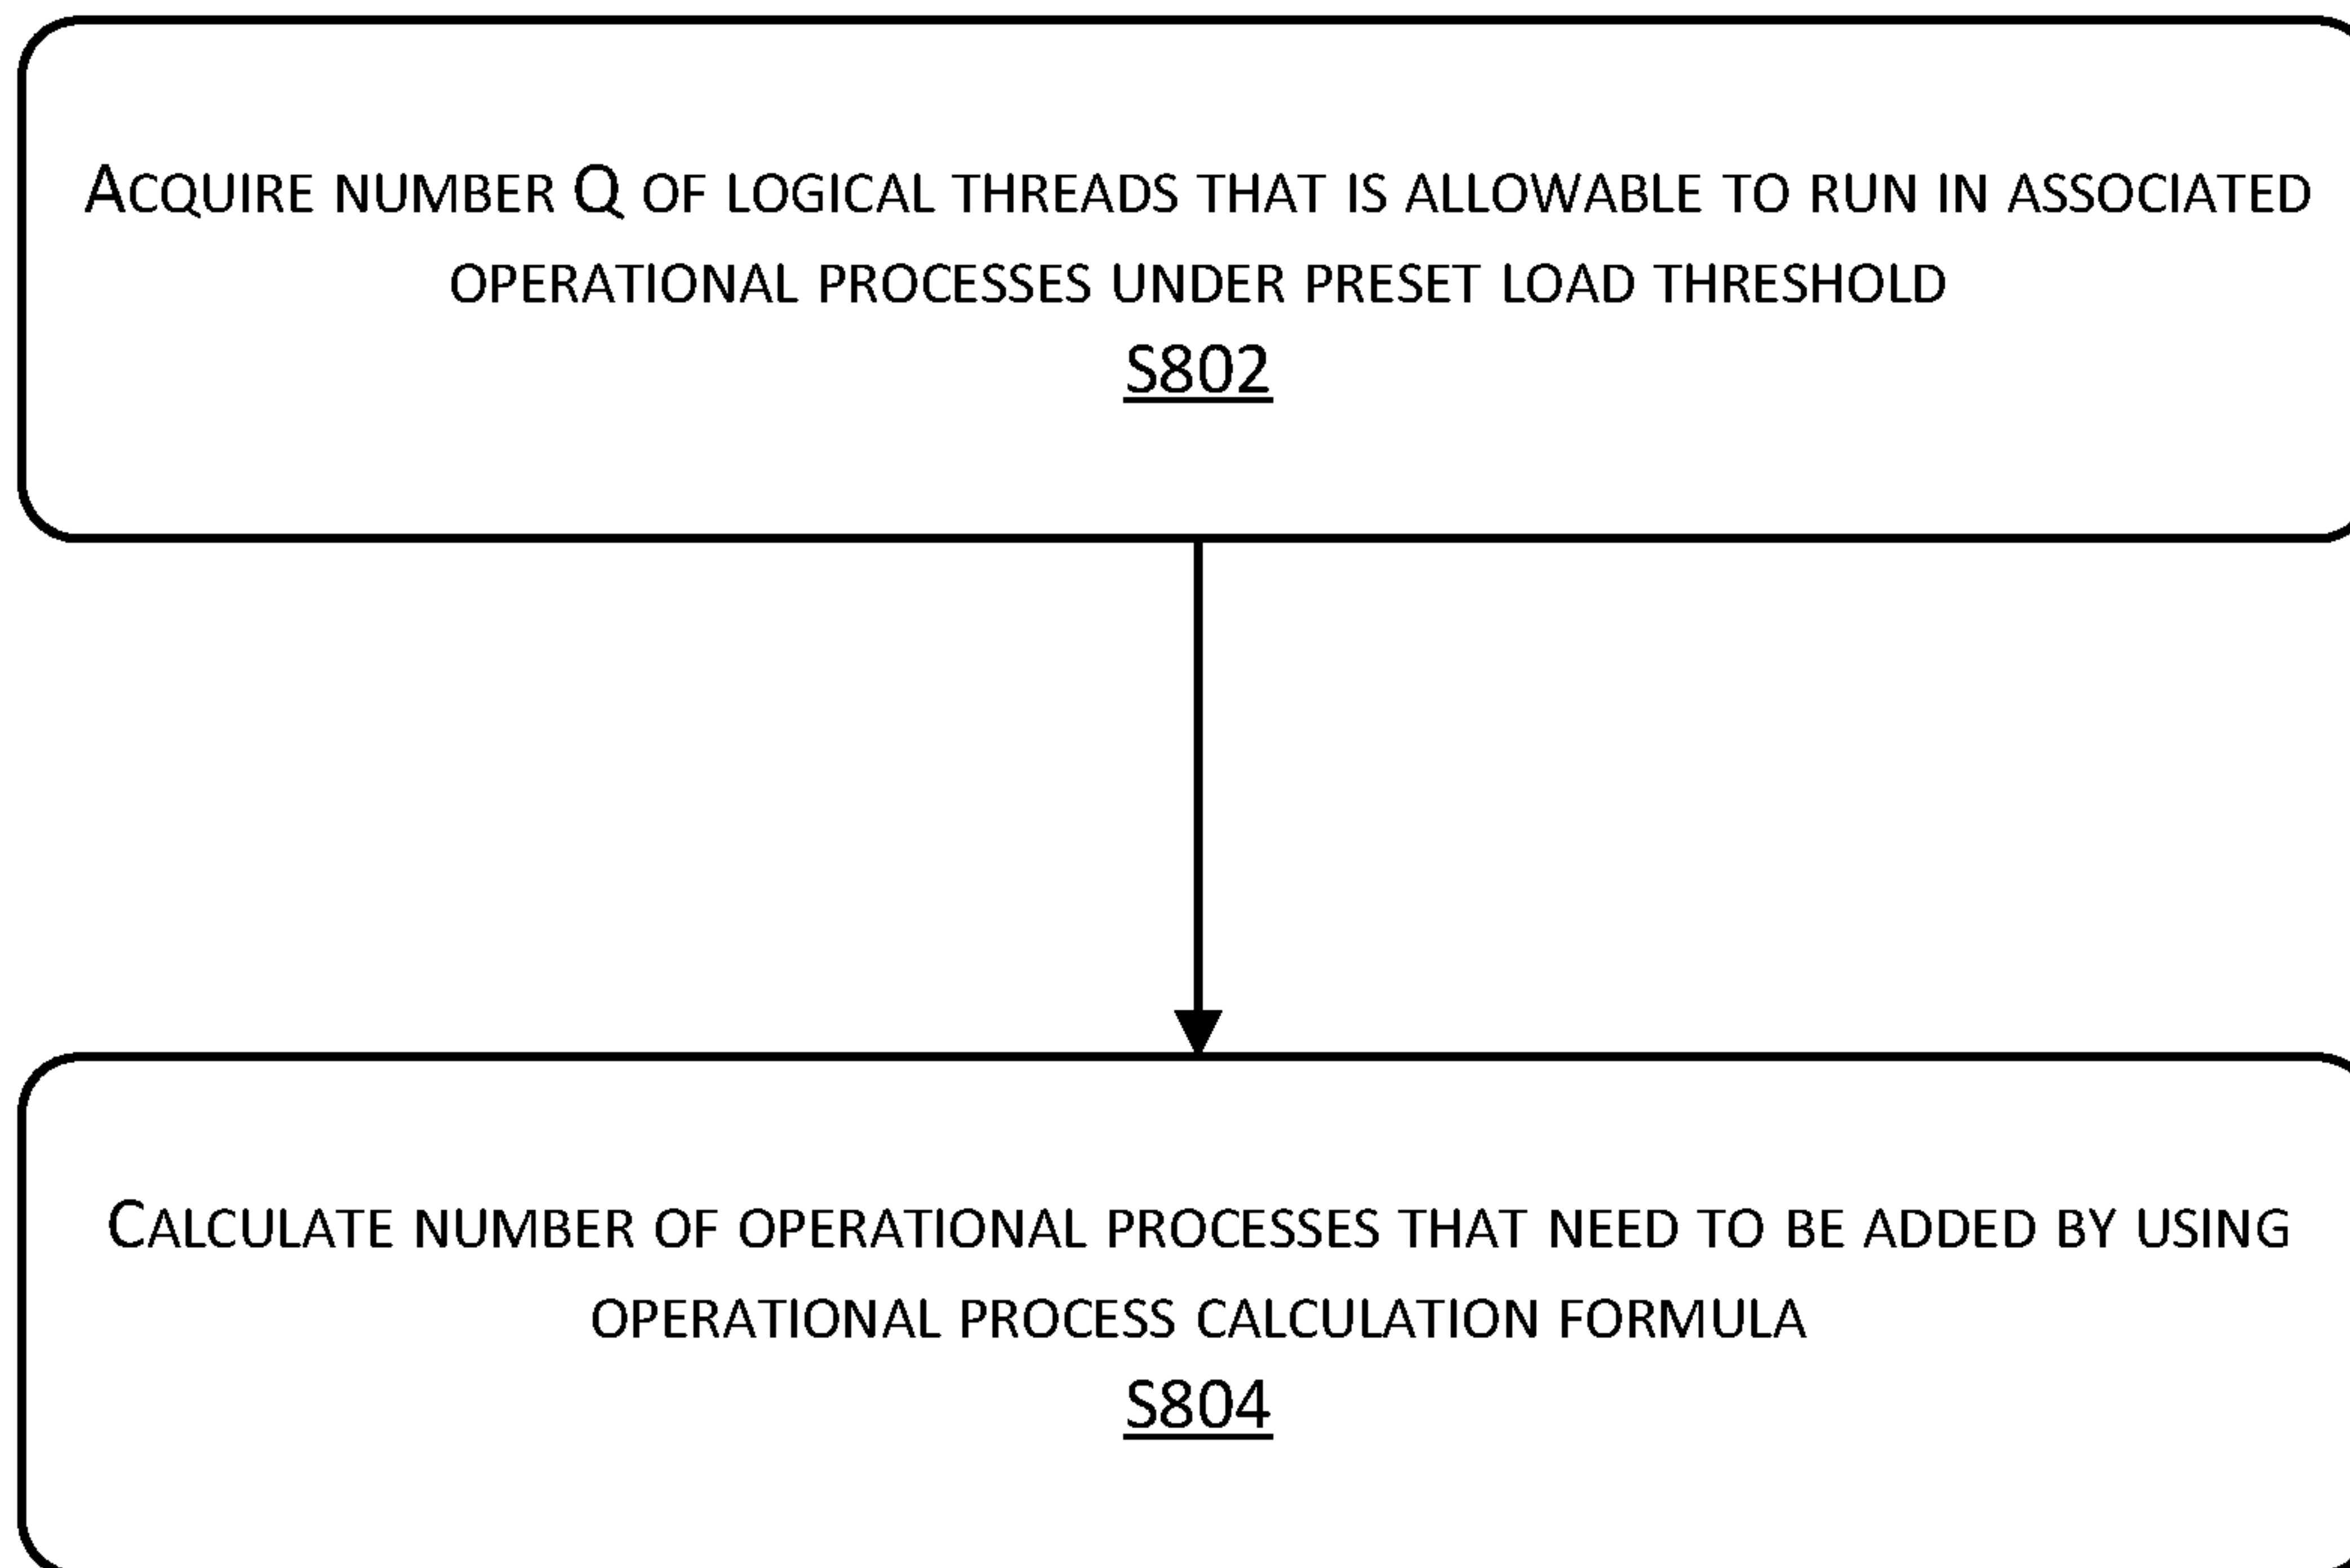 ACQUIRE NUMBER Q OF LOGICAL THREADS THAT IS ALLOWABLE TO RUN IN ASSOCIATED
OPERATIONAL PROCESSES UNDER PRESET LOAD THRESHOLD
S802
CALCULATE NUMBER OF OPERATIONAL PROCESSES THAT NEED TO BE ADDED BY USING
OPERATIONAL PROCESS CALCULATION FORMULA
S804